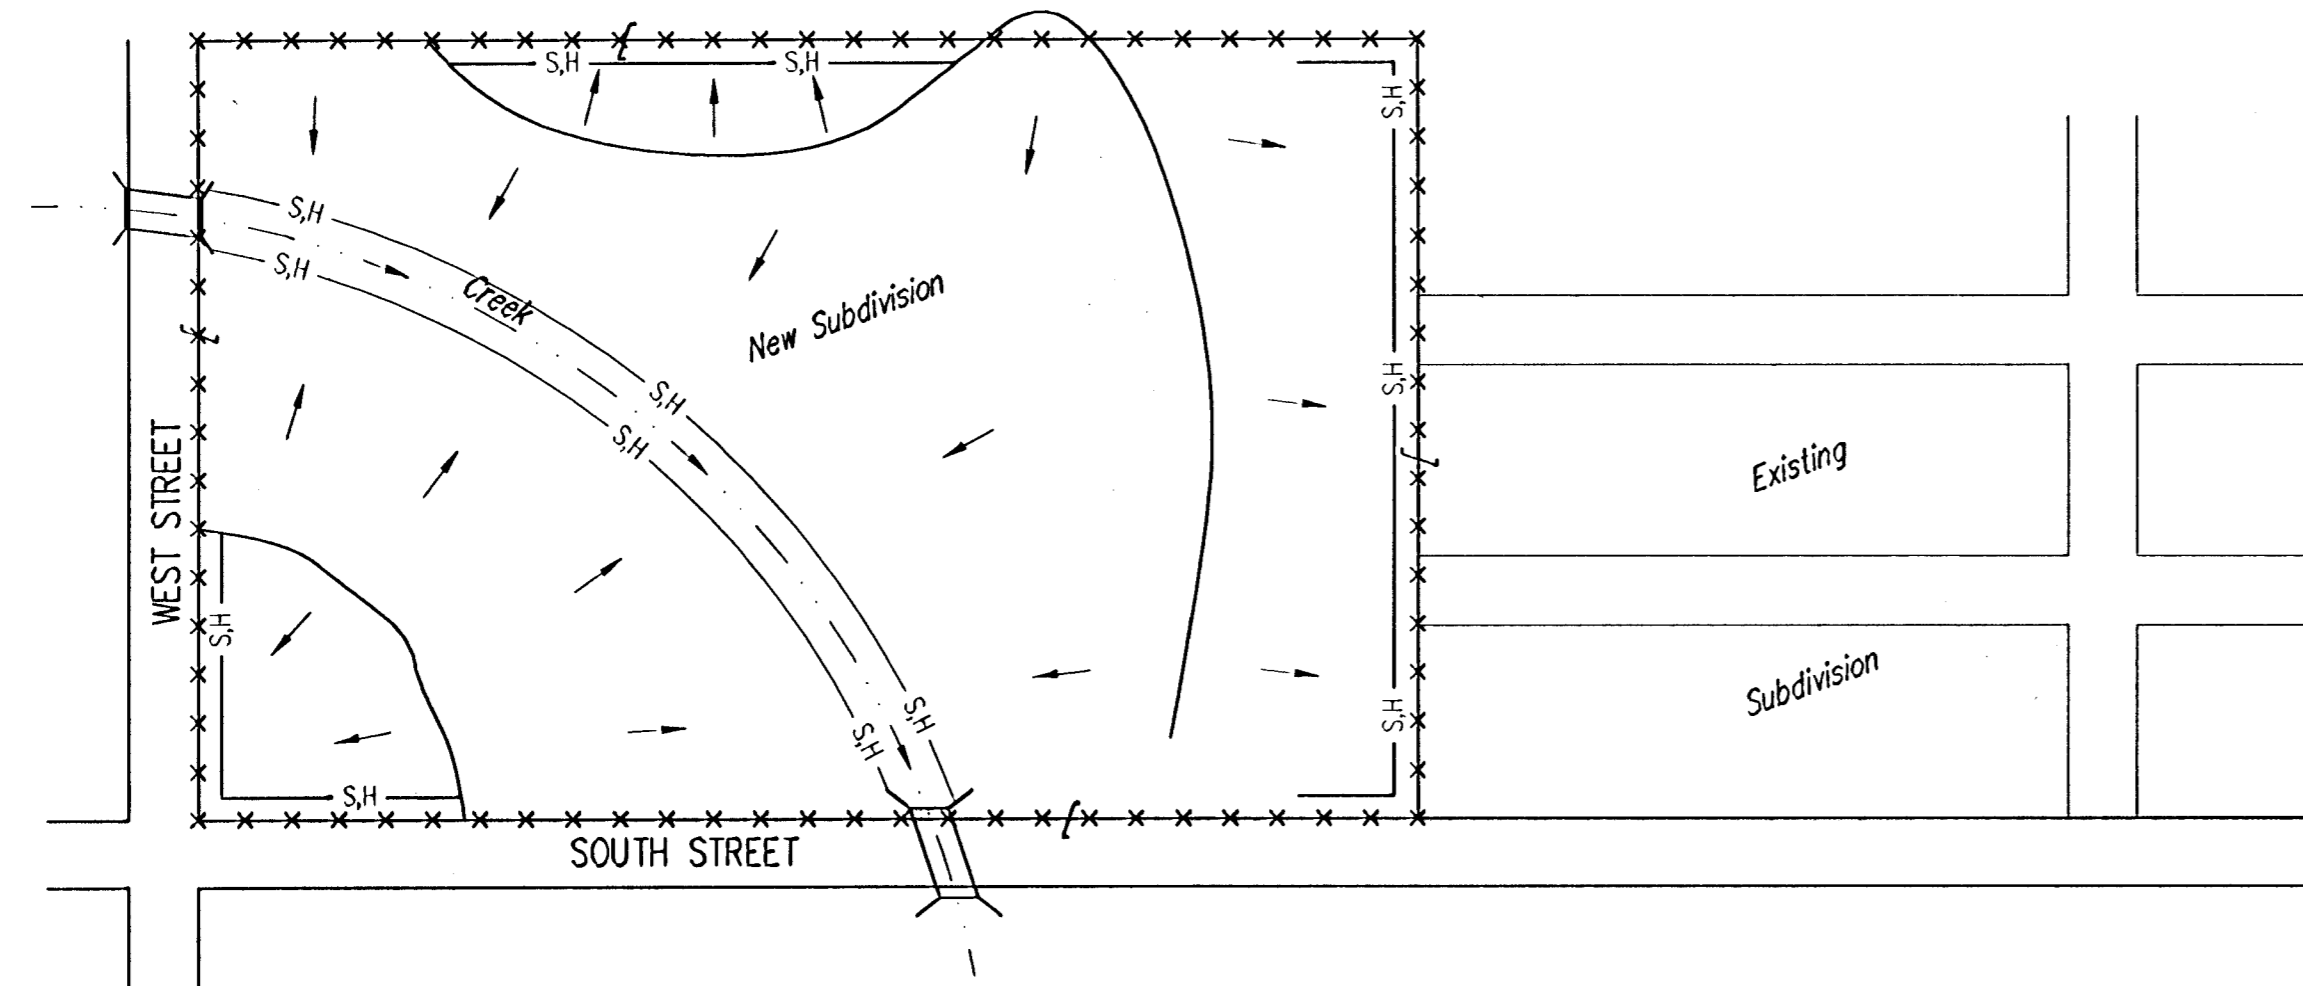 S,H
S,H
S,H
S,H
S,H
Creek
New Subdivision
S,H
S,H
S,H
WEST STREET
Existing
S,H
Subdivision
S,H
S,H
S,H
S,H
SOUTH STREET